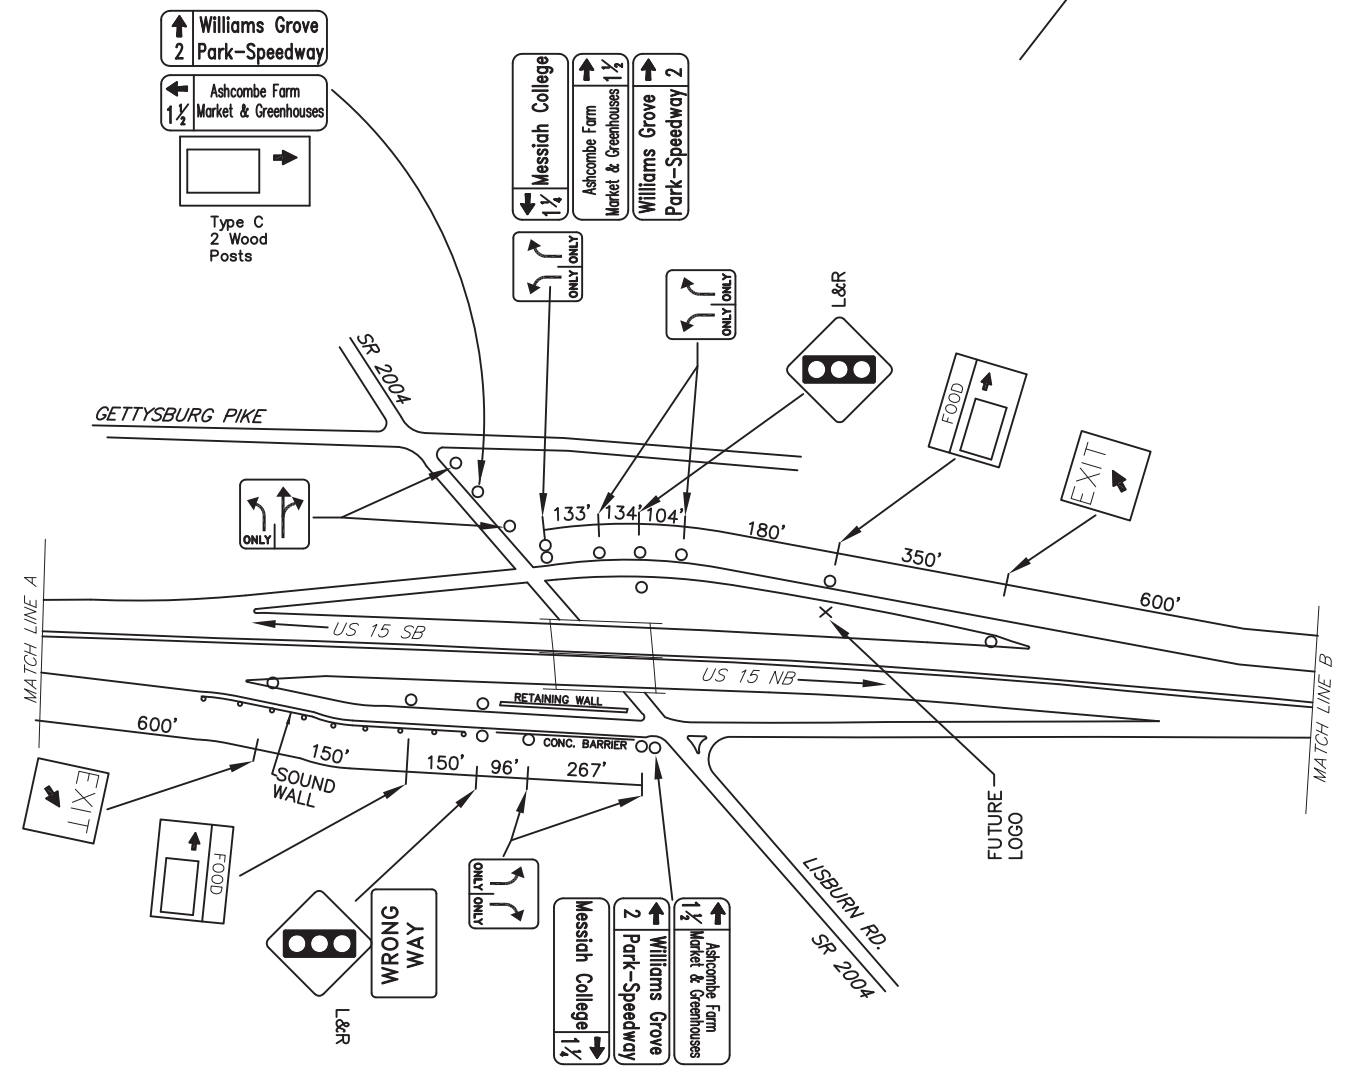 Williams Grove
2 Park-Speedway
Ashcombe Farm
1½ Market & Greenhouses
Type C
2 Wood
Posts
1¼ Messiah College
Ashcombe Farm 1½
Market & Greenhouses
Williams Grove 2
Park-Speedway
ONLY ONLY
ONLY ONLY
L&R
FOOD
EXIT
SR 2004
GETTYSBURG PIKE
ONLY
133' 134' 104' 180' 350' 600'
MATCH LINE A
US 15 SB
US 15 NB
MATCH LINE B
RETAINING WALL
CONC. BARRIER
600' 150' 150' 96' 267'
SOUND
WALL
EXIT
FOOD
L&R
WRONG
WAY
ONLY ONLY
Messiah College 1¼
2 Williams Grove
Park-Speedway
1½ Ashcombe Farm
Market & Greenhouses
FUTURE
LOGO
LISBURN RD.
SR 2004